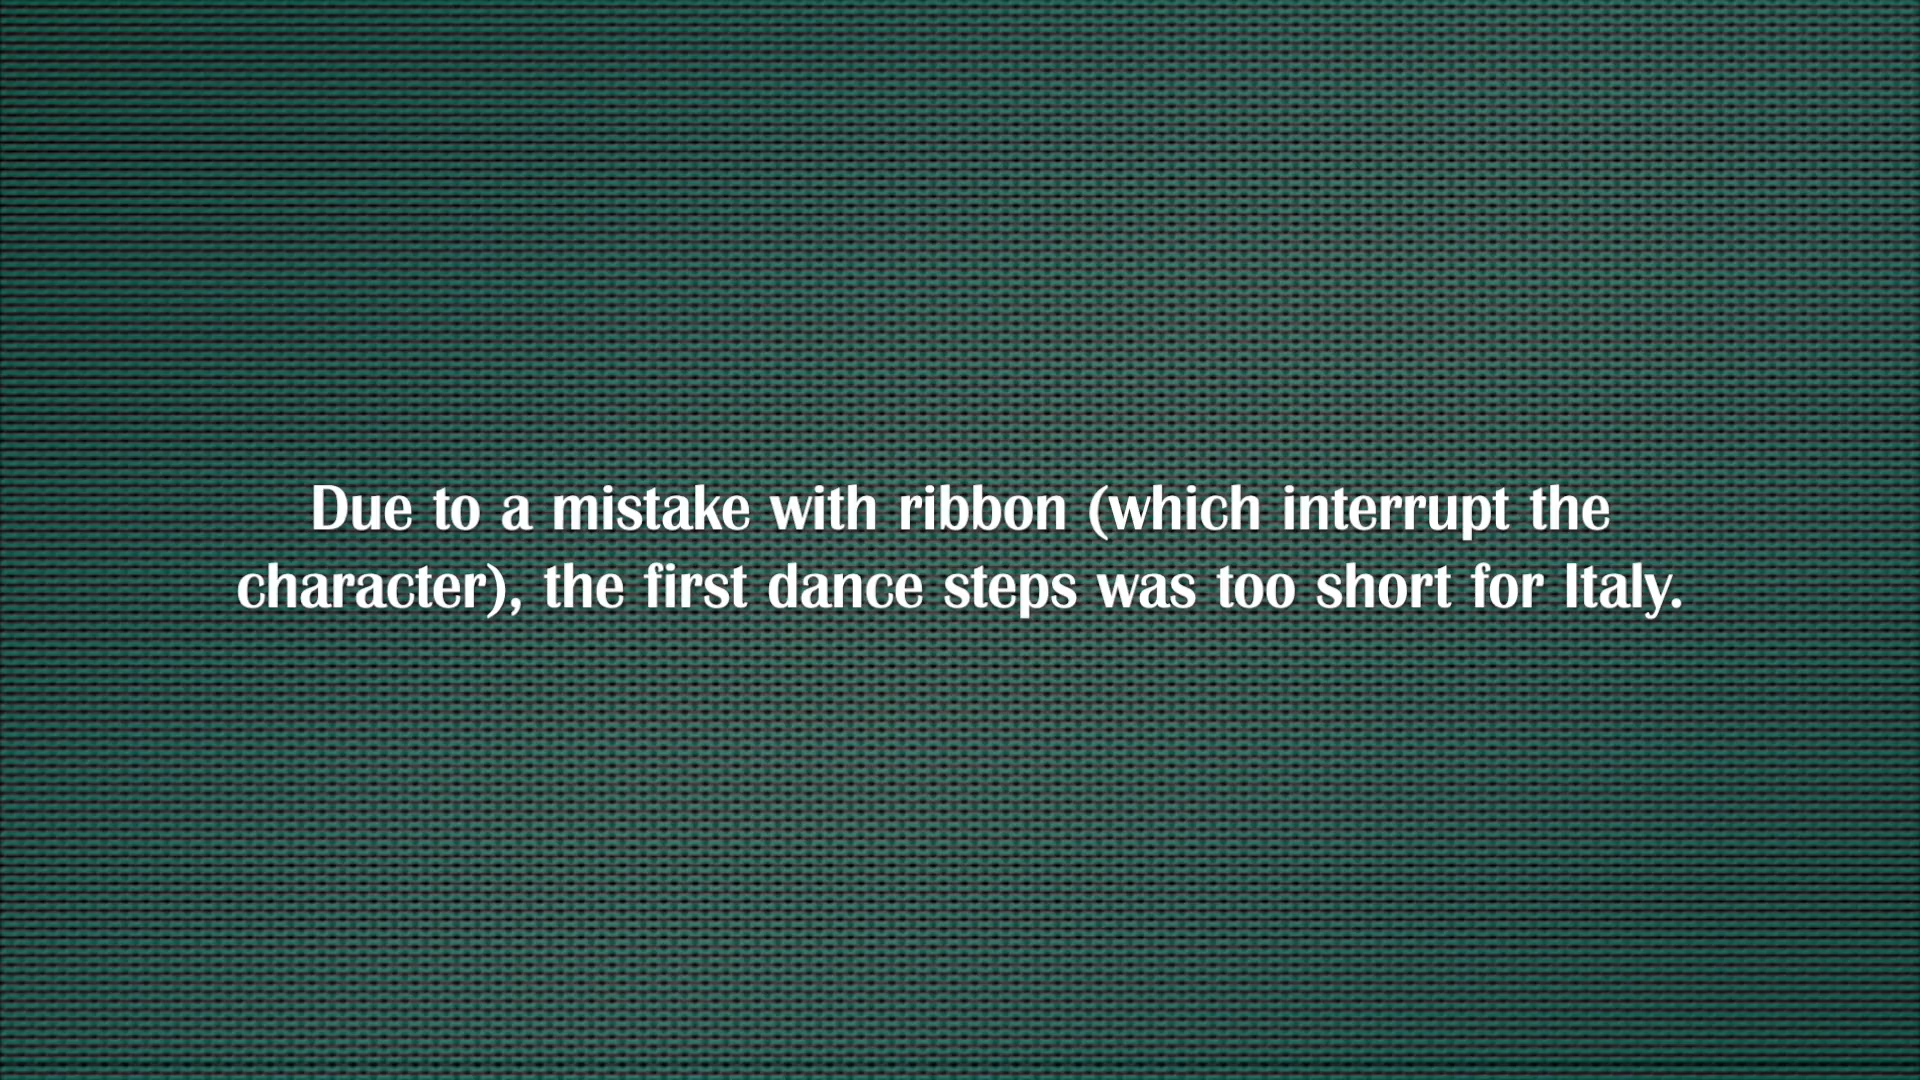 Due to a mistake with ribbon (which interrupt the
character), the first dance steps was too short for Italy.